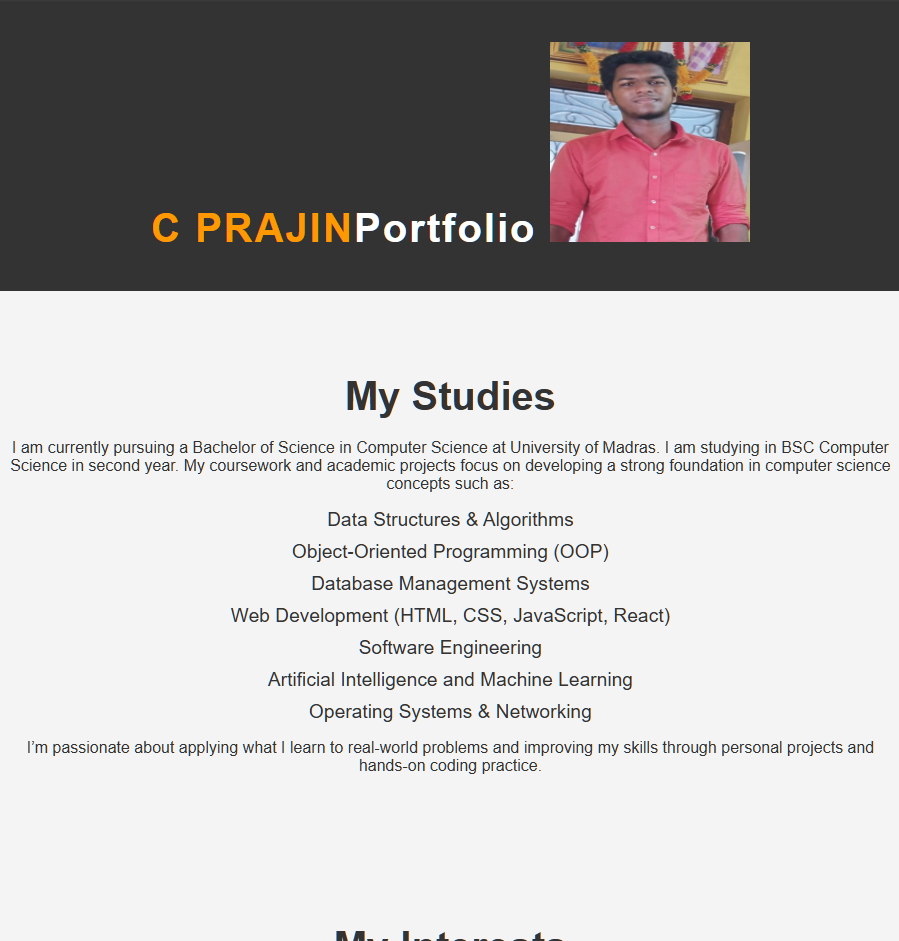 C PRAJINPortfolio
My Studies
I am currently pursuing a Bachelor of Science in Computer Science at University of Madras. I am studying in BSC Computer
Science in second year. My coursework and academic projects focus on developing a strong foundation in computer science
concepts such as:
Data Structures & Algorithms
Object-Oriented Programming (OOP)
Database Management Systems
Web Development (HTML, CSS, JavaScript, React)
Software Engineering
Artificial Intelligence and Machine Learning
Operating Systems & Networking
I’m passionate about applying what I learn to real-world problems and improving my skills through personal projects and
hands-on coding practice.
My Interests